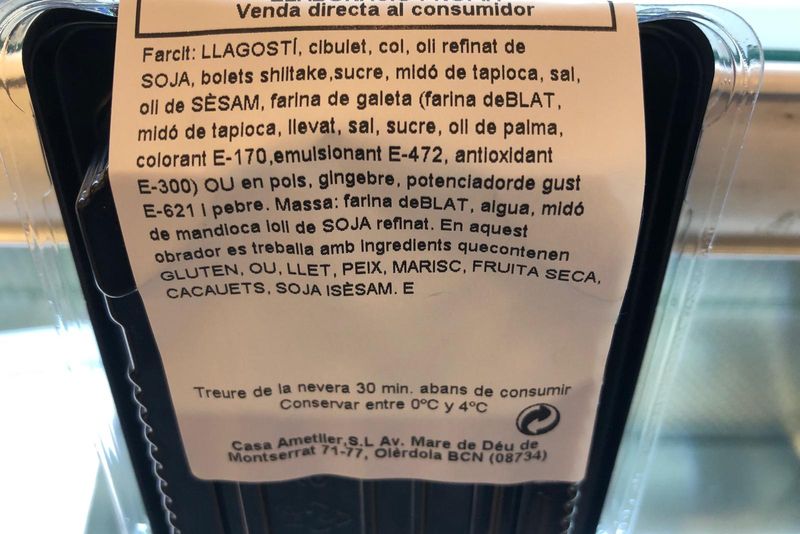 Venda directa al consumidor
Farcit: LLAGOSTÍ, cibulet, col, oli refinat de
SOJA, bolets shiitake,sucre, midó de tapioca, sal,
oli de SÈSAM, farina de galeta (farina deBLAT,
midó de tapioca, llevat, sal, sucre, oli de palma,
colorant E-170,emulsionant E-472, antioxidant
E-300) OU en pols, gingebre, potenciadorde gust
E-621 i pebre. Massa: farina deBLAT, aigua, midó
de mandioca ioli de SOJA refinat. En aquest
obrador es treballa amb ingredients quecontenen
GLUTEN, OU, LLET, PEIX, MARISC, FRUITA SECA,
CACAUETS, SOJA ISÈSAM. E
Treure de la nevera 30 min. abans de consumir
Conservar entre 0ºC y 4ºC
Casa Ametller,S.L Av. Mare de Déu de
Montserrat 71-77, Olèrdola BCN (08734)